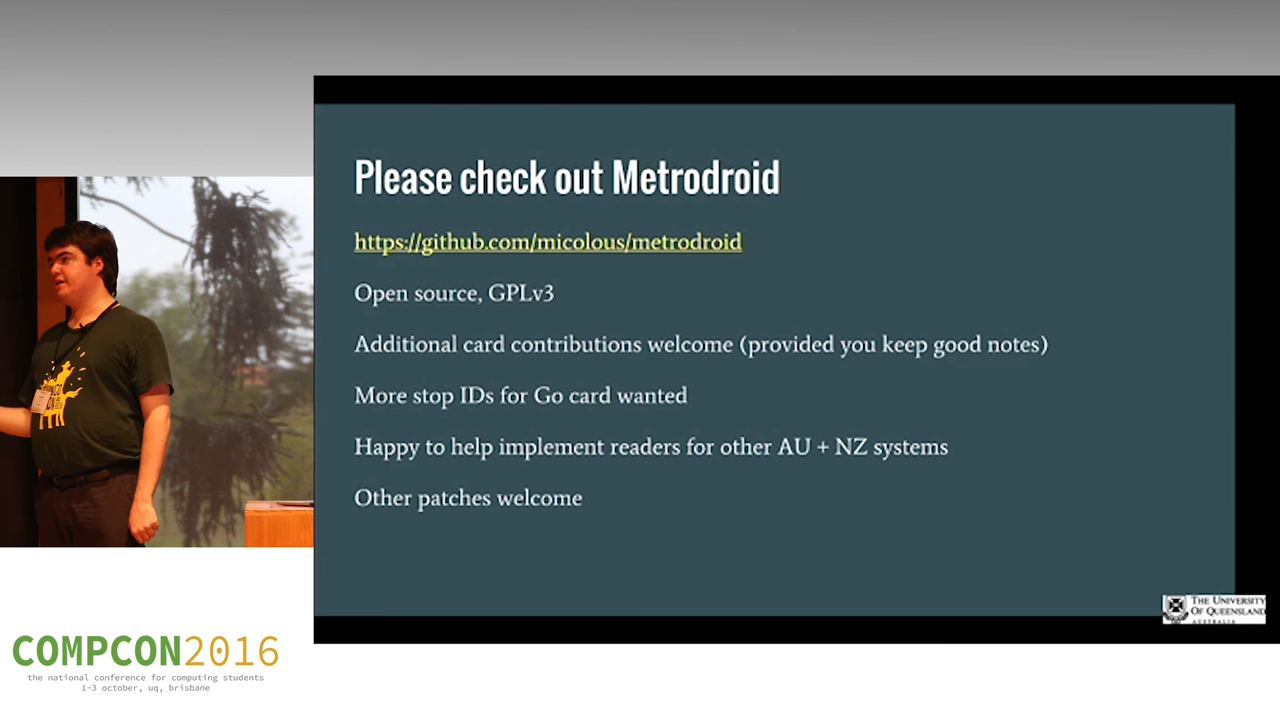 Please check out Metrodroid
https://github.com/micolous/metrodroid
Open source, GPLv3
Additional card contributions welcome (provided you keep good notes)
More stop IDs for Go card wanted
Happy to help implement readers for other AU + NZ systems
Other patches welcome
THE UNIVERSITY
OF QUEENSLAND
AUSTRALIA
COMPCON2016
the national conference for computing students
1-3 october, uq, brisbane